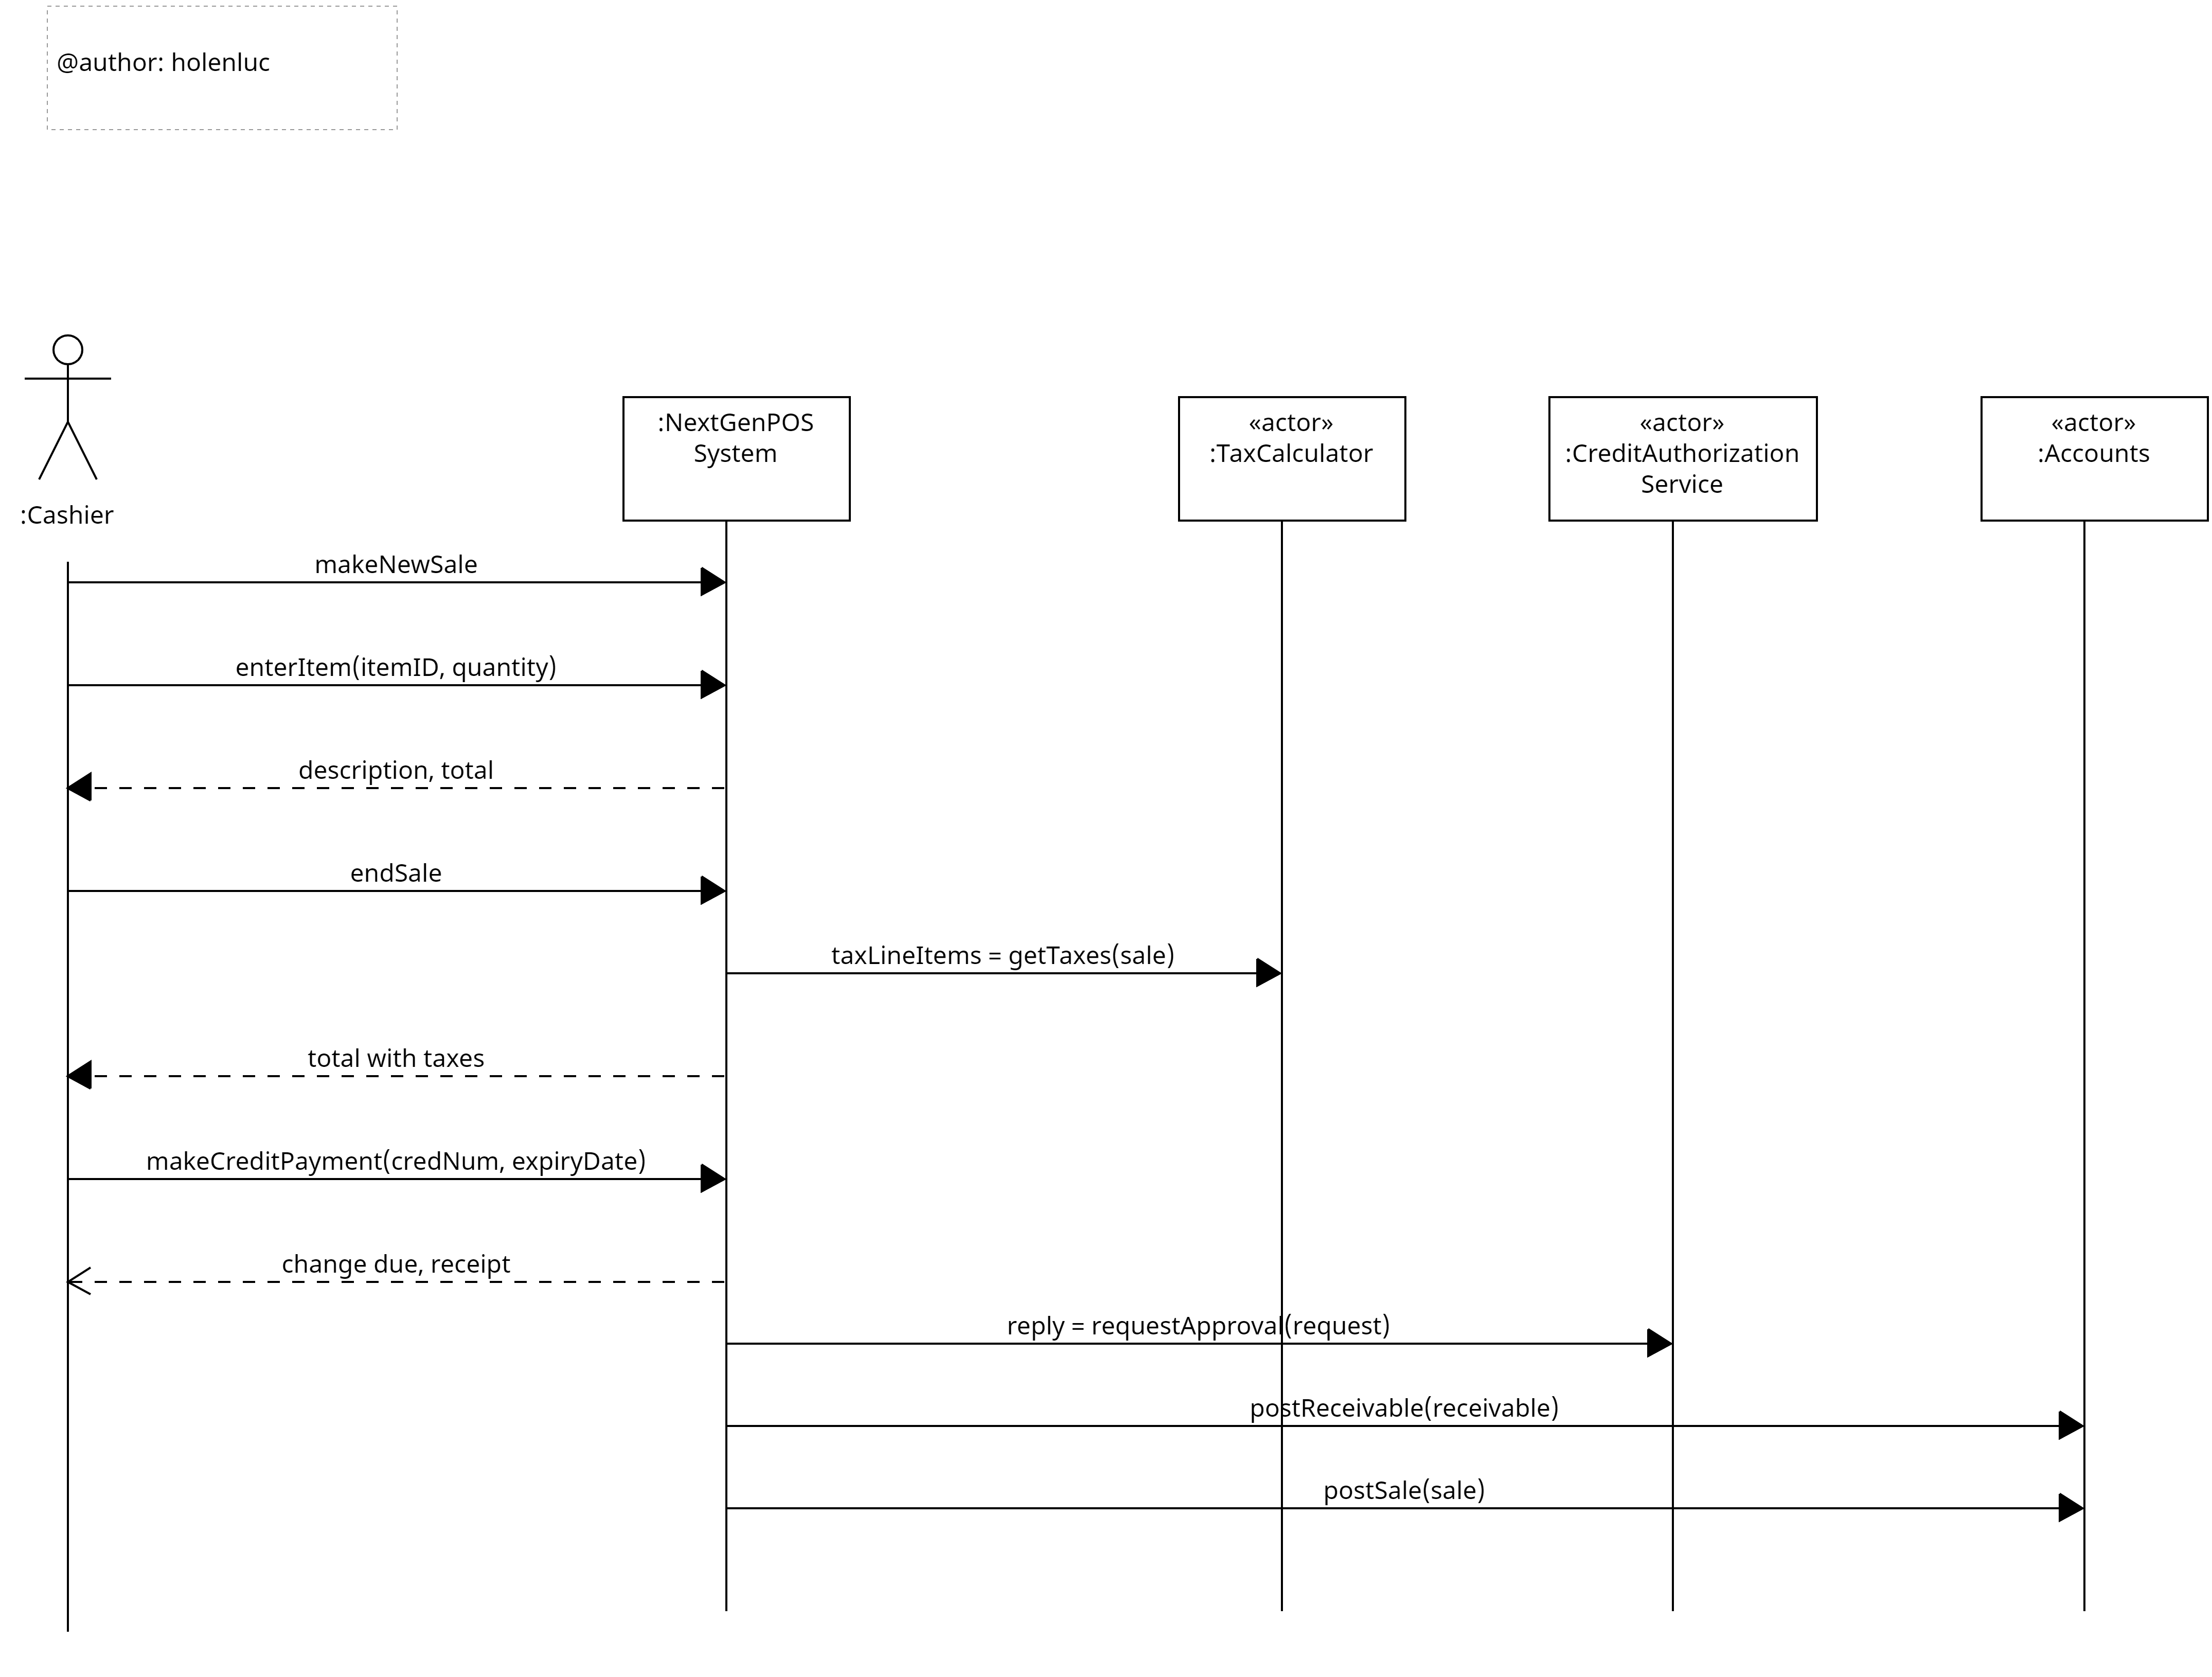 @author: holenluc
:Cashier
:NextGenPOS
System
«actor»
:TaxCalculator
«actor»
:CreditAuthorization
Service
«actor»
:Accounts
makeNewSale
enterItem(itemID, quantity)
description, total
endSale
taxLineItems = getTaxes(sale)
total with taxes
makeCreditPayment(credNum, expiryDate)
change due, receipt
reply = requestApproval(request)
postReceivable(receivable)
postSale(sale)